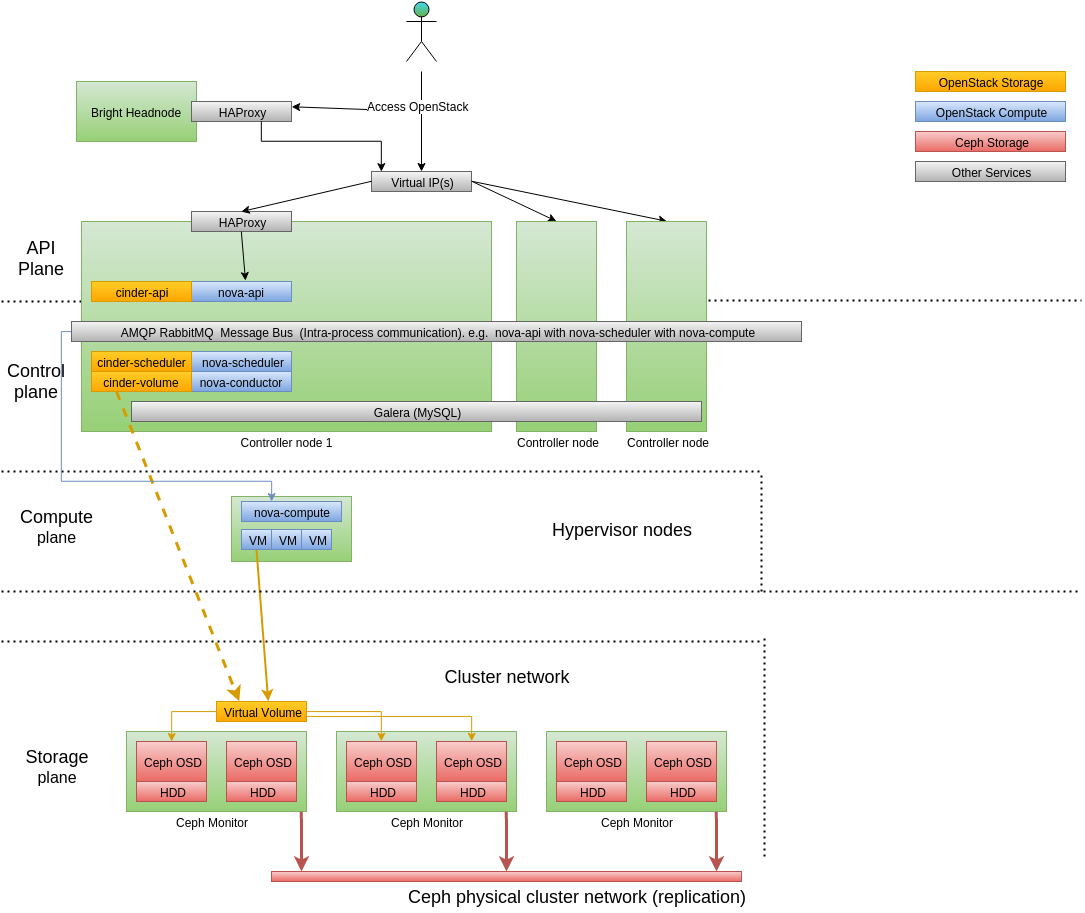 Access OpenStack
Bright Headnode
HAProxy
OpenStack Storage
OpenStack Compute
Ceph Storage
Other Services
Virtual IP(s)
HAProxy
API
Plane
cinder-api
nova-api
AMQP RabbitMQ  Message Bus  (Intra-process communication). e.g.  nova-api with nova-scheduler with nova-compute
Control
plane
cinder-scheduler
nova-scheduler
cinder-volume
nova-conductor
Galera (MySQL)
Controller node 1
Controller node
Controller node
Compute
plane
nova-compute
VM
VM
VM
Hypervisor nodes
Cluster network
Virtual Volume
Storage
plane
Ceph OSD
Ceph OSD
Ceph OSD
Ceph OSD
Ceph OSD
Ceph OSD
HDD
HDD
HDD
HDD
HDD
HDD
Ceph Monitor
Ceph Monitor
Ceph Monitor
Ceph physical cluster network (replication)